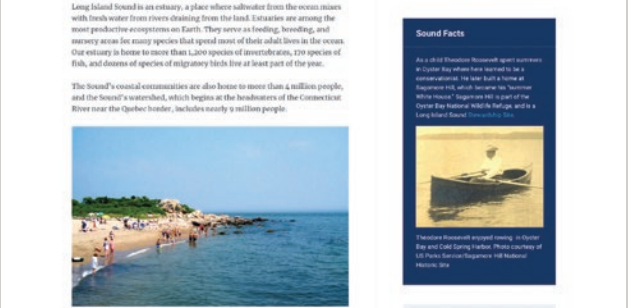 Long Island Sound is an estuary, a place where saltwater from the ocean mixes
with fresh water from rivers draining from the land. Estuaries are among the
most productive ecosystems on Earth. They serve as feeding, breeding, and
nursery areas for many species that spend most of their adult lives in the ocean.
Our estuary is home to more than 1,200 species of invertebrates, 170 species of
fish, and dozens of species of migratory birds live at least part of the year.
The Sound's coastal communities are also home to more than 4 million people,
and the Sound's watershed, which begins at the headwaters of the Connecticut
River near the Quebec border, includes nearly 9 million people.
Sound Facts
As a child Theodore Roosevelt spent summers
in Oyster Bay where here learned to be a
conservationist. He later built a home at
Sagamore Hill, which became his "summer
White House." Sagamore Hill is part of the
Oyster Bay National Wildlife Refuge, and is a
Long Island Sound Stewardship Site.
Theodore Roosevelt enjoyed rowing in Oyster
Bay and Cold Spring Harbor. Photo courtesy of
US Parks Service/Sagamore Hill National
Historic Site